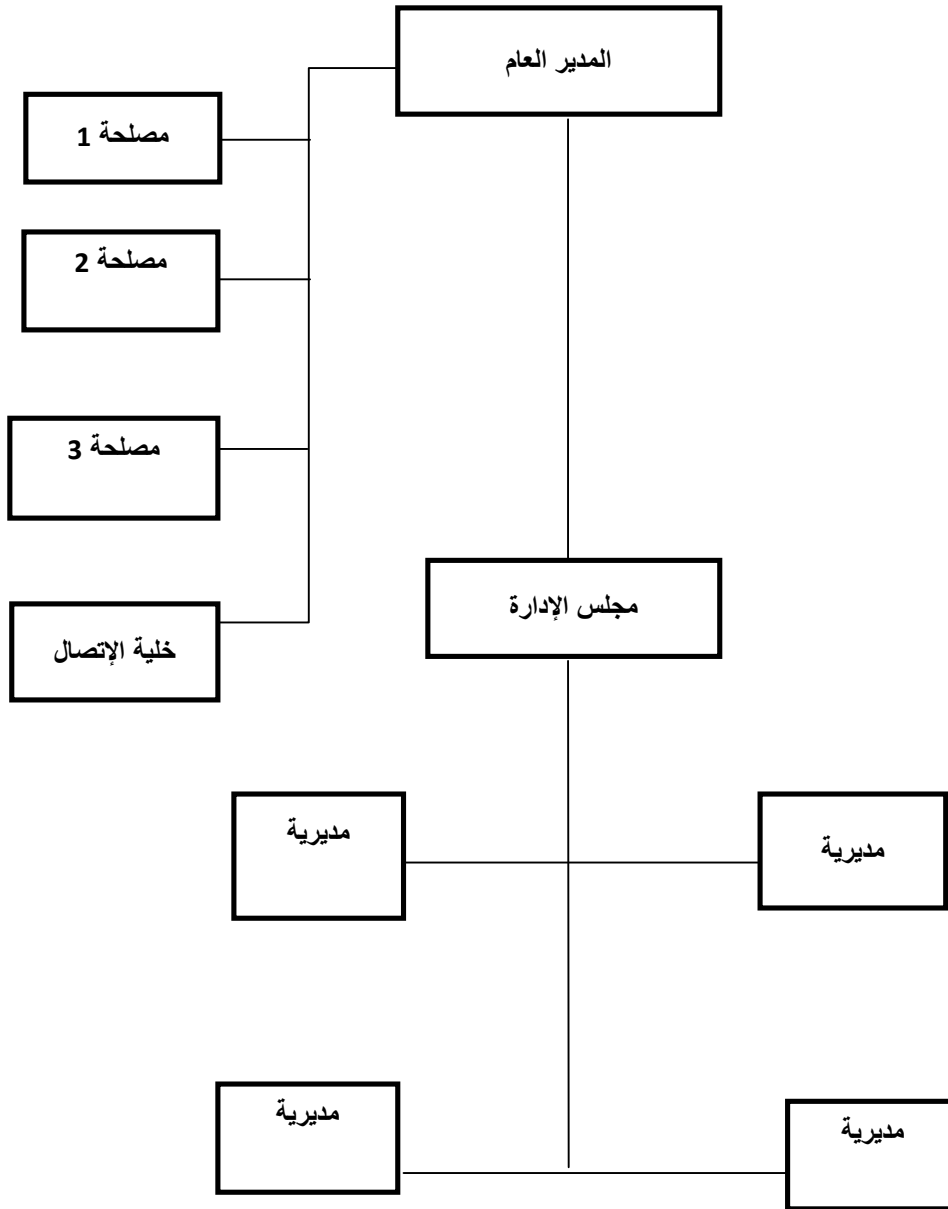 المدير العام
مصلحة 1
مصلحة 2
مصلحة 3
مجلس الإدارة
خلية الإتصال
مديرية
مديرية
مديرية
مديرية